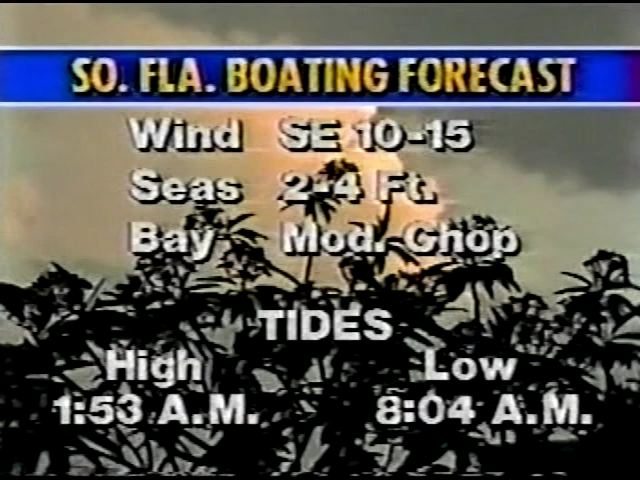 SO. FLA. BOATING FORECAST
Wind SE 10-15
Seas 2-4 Ft.
Bay Mod. Chop
TIDES
High Low
1:53 A.M. 8:04 A.M.